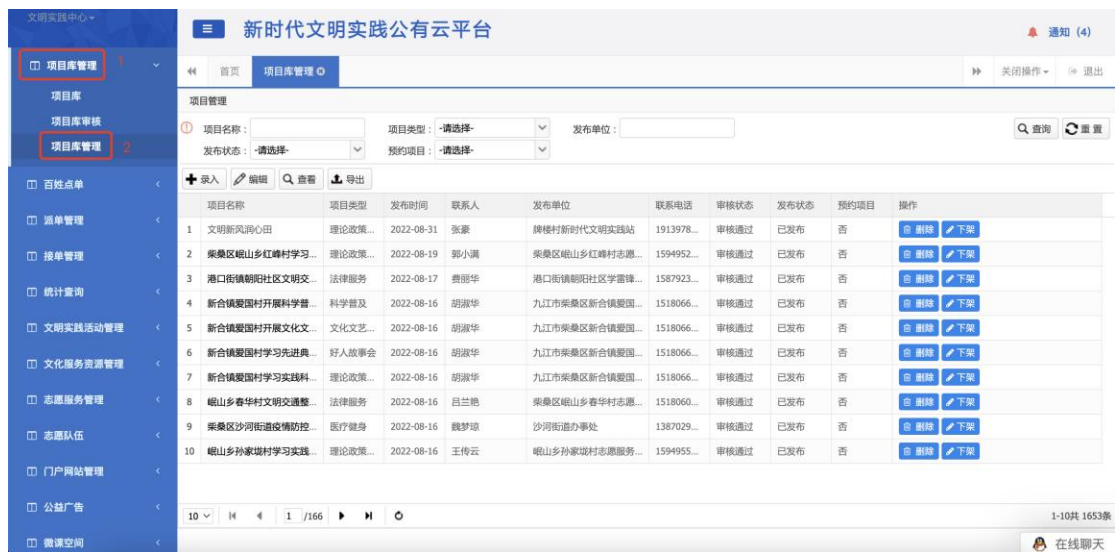 文明实践中心
新时代文明实践公有云平台
通知 (4)
项目库管理 1
首页 项目库管理
关闭操作 退出
项目库
项目库审核
项目库管理 2
百姓点单
派单管理
接单管理
统计查询
文明实践活动管理
文化服务资源管理
志愿服务管理
志愿队伍
门户网站管理
公益广告
微课空间
项目管理
项目名称: 项目类型: -请选择- 发布单位: 查询 重置
发布状态: -请选择- 预约项目: -请选择-
录入 编辑 查看 导出
项目名称 项目类型 发布时间 联系人 发布单位 联系电话 审核状态 发布状态 预约项目 操作
1 文明新风润心田 理论政策... 2022-08-31 张豪 牌楼村新时代文明实践站 1913978... 审核通过 已发布 否 删除 下架
2 柴桑区岷山乡红峰村学习... 理论政策... 2022-08-19 郭小满 柴桑区岷山乡红峰村志愿... 1594952... 审核通过 已发布 否 删除 下架
3 港口街镇朝阳社区文明交... 法律服务 2022-08-17 费丽华 港口街镇朝阳社区学雷锋... 1587923... 审核通过 已发布 否 删除 下架
4 新合镇爱国村开展科学普... 科学普及 2022-08-16 胡淑华 九江市柴桑区新合镇爱国... 1518066... 审核通过 已发布 否 删除 下架
5 新合镇爱国村开展文化文... 文化文艺... 2022-08-16 胡淑华 九江市柴桑区新合镇爱国... 1518066... 审核通过 已发布 否 删除 下架
6 新合镇爱国村学习先进典... 好人故事会 2022-08-16 胡淑华 九江市柴桑区新合镇爱国... 1518066... 审核通过 已发布 否 删除 下架
7 新合镇爱国村学习实践科... 理论政策... 2022-08-16 胡淑华 九江市柴桑区新合镇爱国... 1518066... 审核通过 已发布 否 删除 下架
8 岷山乡春华村文明交通整... 法律服务 2022-08-16 吕兰艳 柴桑区岷山乡春华村志愿... 1518060... 审核通过 已发布 否 删除 下架
9 柴桑区沙河街道疫情防控... 医疗健身 2022-08-16 魏梦琼 沙河街道办事处 1387029... 审核通过 已发布 否 删除 下架
10 岷山乡孙家垅村学习实践... 理论政策... 2022-08-16 王传云 岷山乡孙家垅村志愿服务... 1594955... 审核通过 已发布 否 删除 下架
10 1 /166 1-10共 1653条
在线聊天